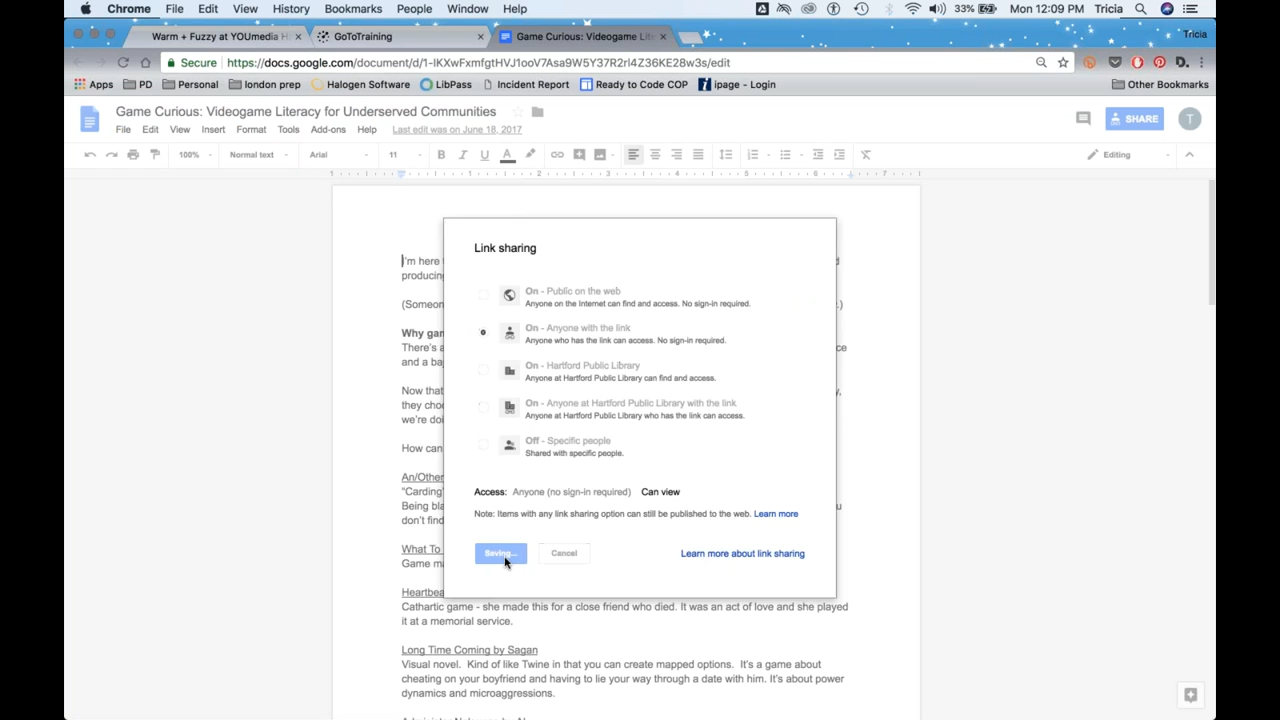 Chrome File Edit View History Bookmarks People Window Help 33% Mon 12:09 PM Tricia
Warm + Fuzzy at YOUmedia H × GoToTraining × Game Curious: Videogame Lite × Tricia
Secure https://docs.google.com/document/d/1-IKXwFxmfgtHVJ1ooV7Asa9W5Y37R2rl4Z36KE28w3s/edit
Apps PD Personal london prep Halogen Software LibPass Incident Report Ready to Code COP ipage - Login Other Bookmarks
Game Curious: Videogame Literacy for Underserved Communities
SHARE T
File Edit View Insert Format Tools Add-ons Help Last edit was on June 18, 2017
100% Normal text Arial 11 B I U A Editing
1 1 2 3 4 5 6 7
I'm here
producing
(Someon .)
Why gam
There's a ice
and a ba
Now that y,
they choo
we're doi
How can
An/Other
"Carding"
Being bla u
don't find
What To
Game ma
Heartbea
Cathartic game - she made this for a close friend who died. It was an act of love and she played
it at a memorial service.
Long Time Coming by Sagan
Visual novel. Kind of like Twine in that you can create mapped options. It's a game about
cheating on your boyfriend and having to lie your way through a date with him. It's about power
dynamics and microaggressions.
Link sharing
On - Public on the web
Anyone on the Internet can find and access. No sign-in required.
On - Anyone with the link
Anyone who has the link can access. No sign-in required.
On - Hartford Public Library
Anyone at Hartford Public Library can find and access.
On - Anyone at Hartford Public Library with the link
Anyone at Hartford Public Library who has the link can access.
Off - Specific people
Shared with specific people.
Access: Anyone (no sign-in required) Can view
Note: Items with any link sharing option can still be published to the web. Learn more
Saving... Cancel Learn more about link sharing